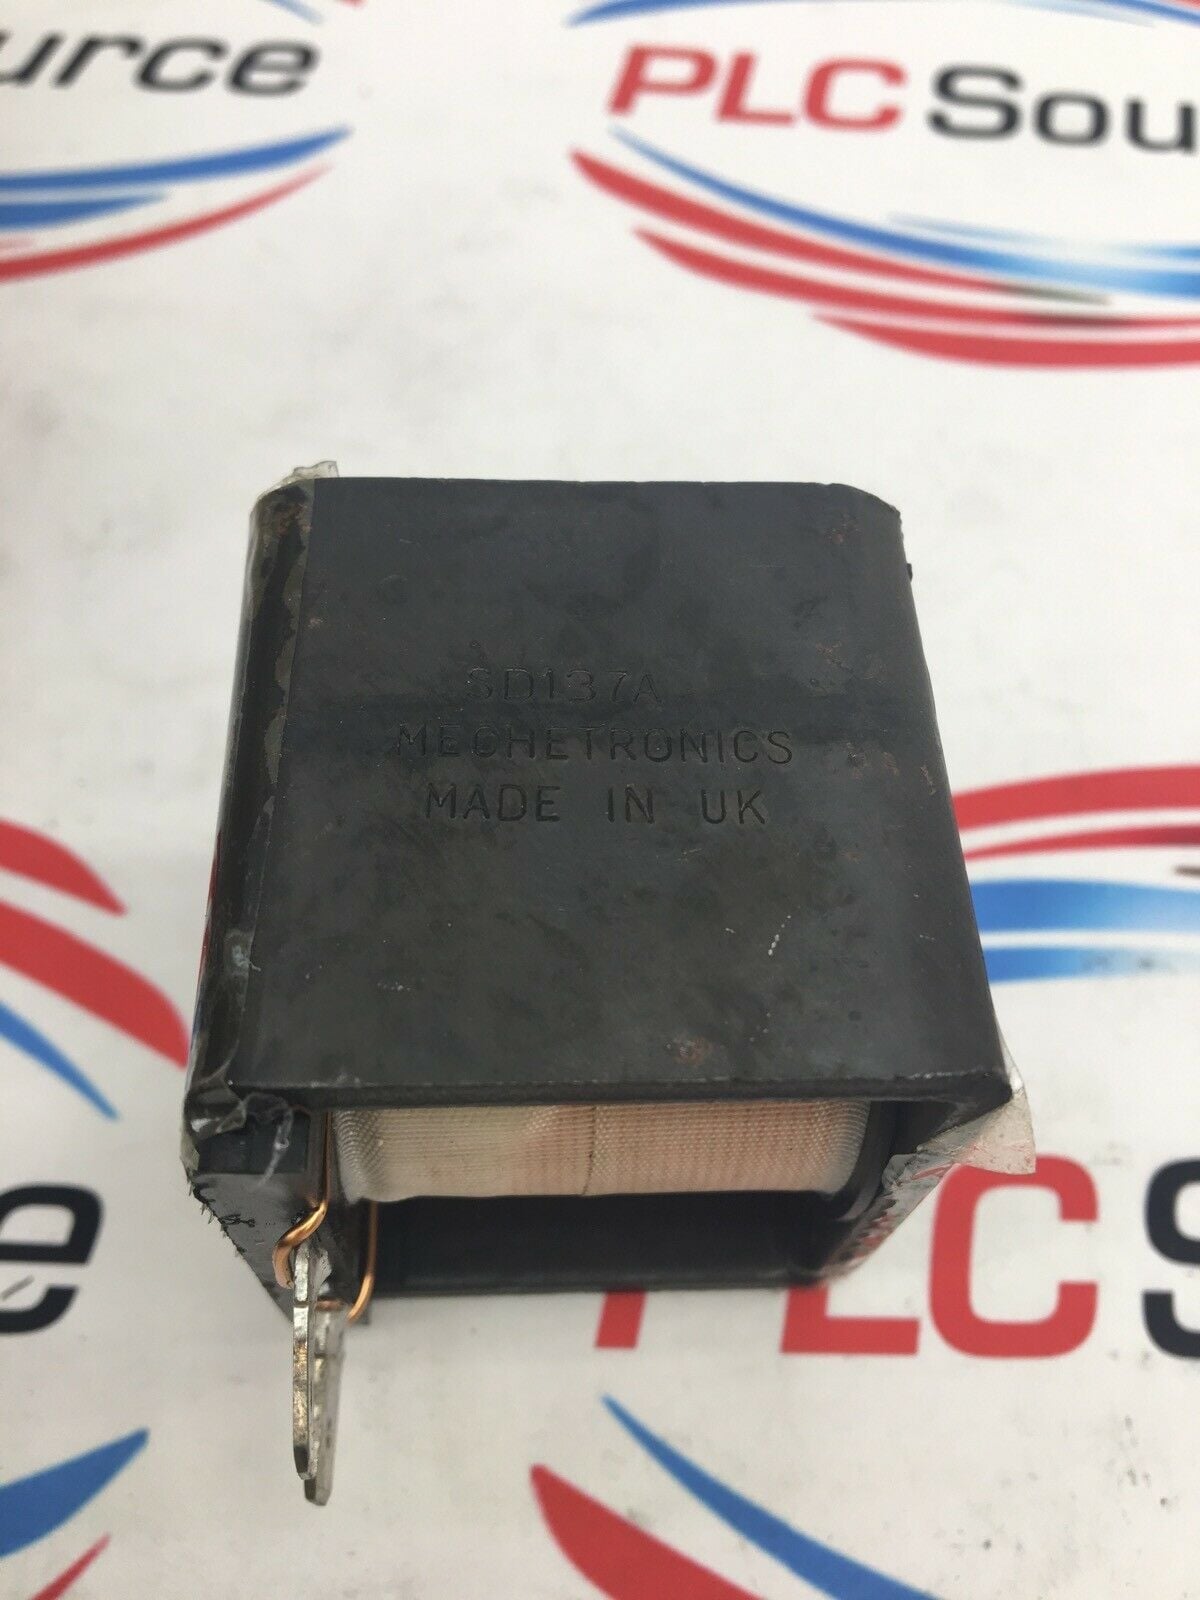 urce
PLC Sou
SD137A
MECHETRONICS
MADE IN UK
e
PLC S